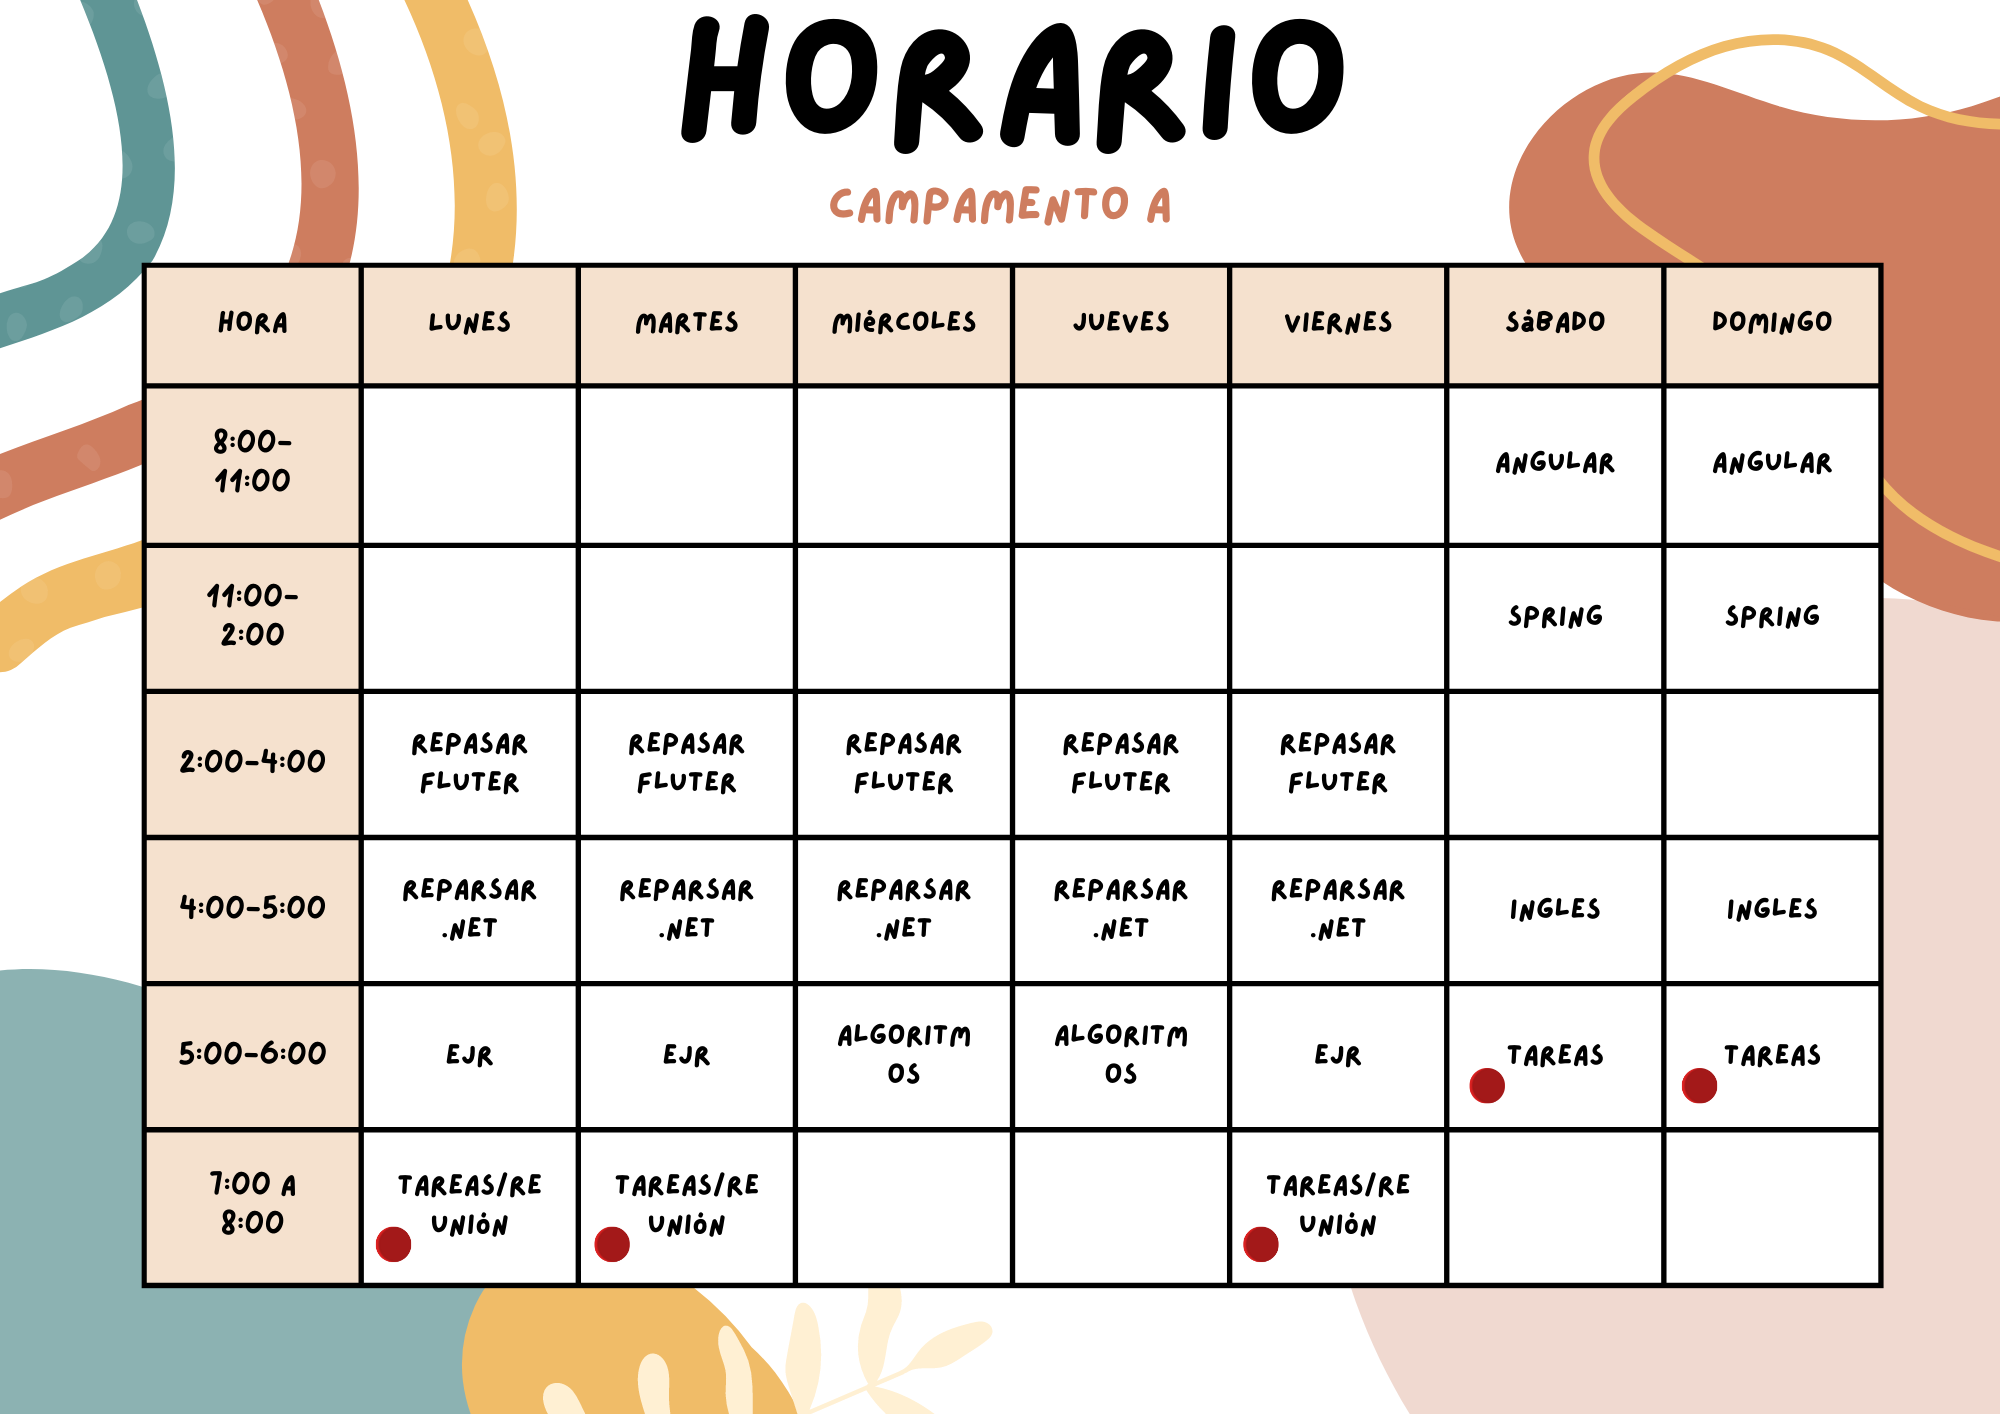 HORARIO
CAMPAMENTO A
HORA LUNES MARTES MIéRCOLES JUEVES VIERNES SáBADO DOMINGO
8:00-
11:00
ANGULAR ANGULAR
11:00-
2:00
SPRING SPRING
2:00-4:00
REPASAR REPASAR REPASAR REPASAR REPASAR
FLUTER FLUTER FLUTER FLUTER FLUTER
4:00-5:00
REPARSAR REPARSAR REPARSAR REPARSAR REPARSAR
.NET .NET .NET .NET .NET
INGLES INGLES
5:00-6:00
EJR EJR
ALGORITM ALGORITM
OS OS
EJR TAREAS TAREAS
7:00 A
8:00
TAREAS/RE TAREAS/RE TAREAS/RE
UNIóN UNIóN UNIóN